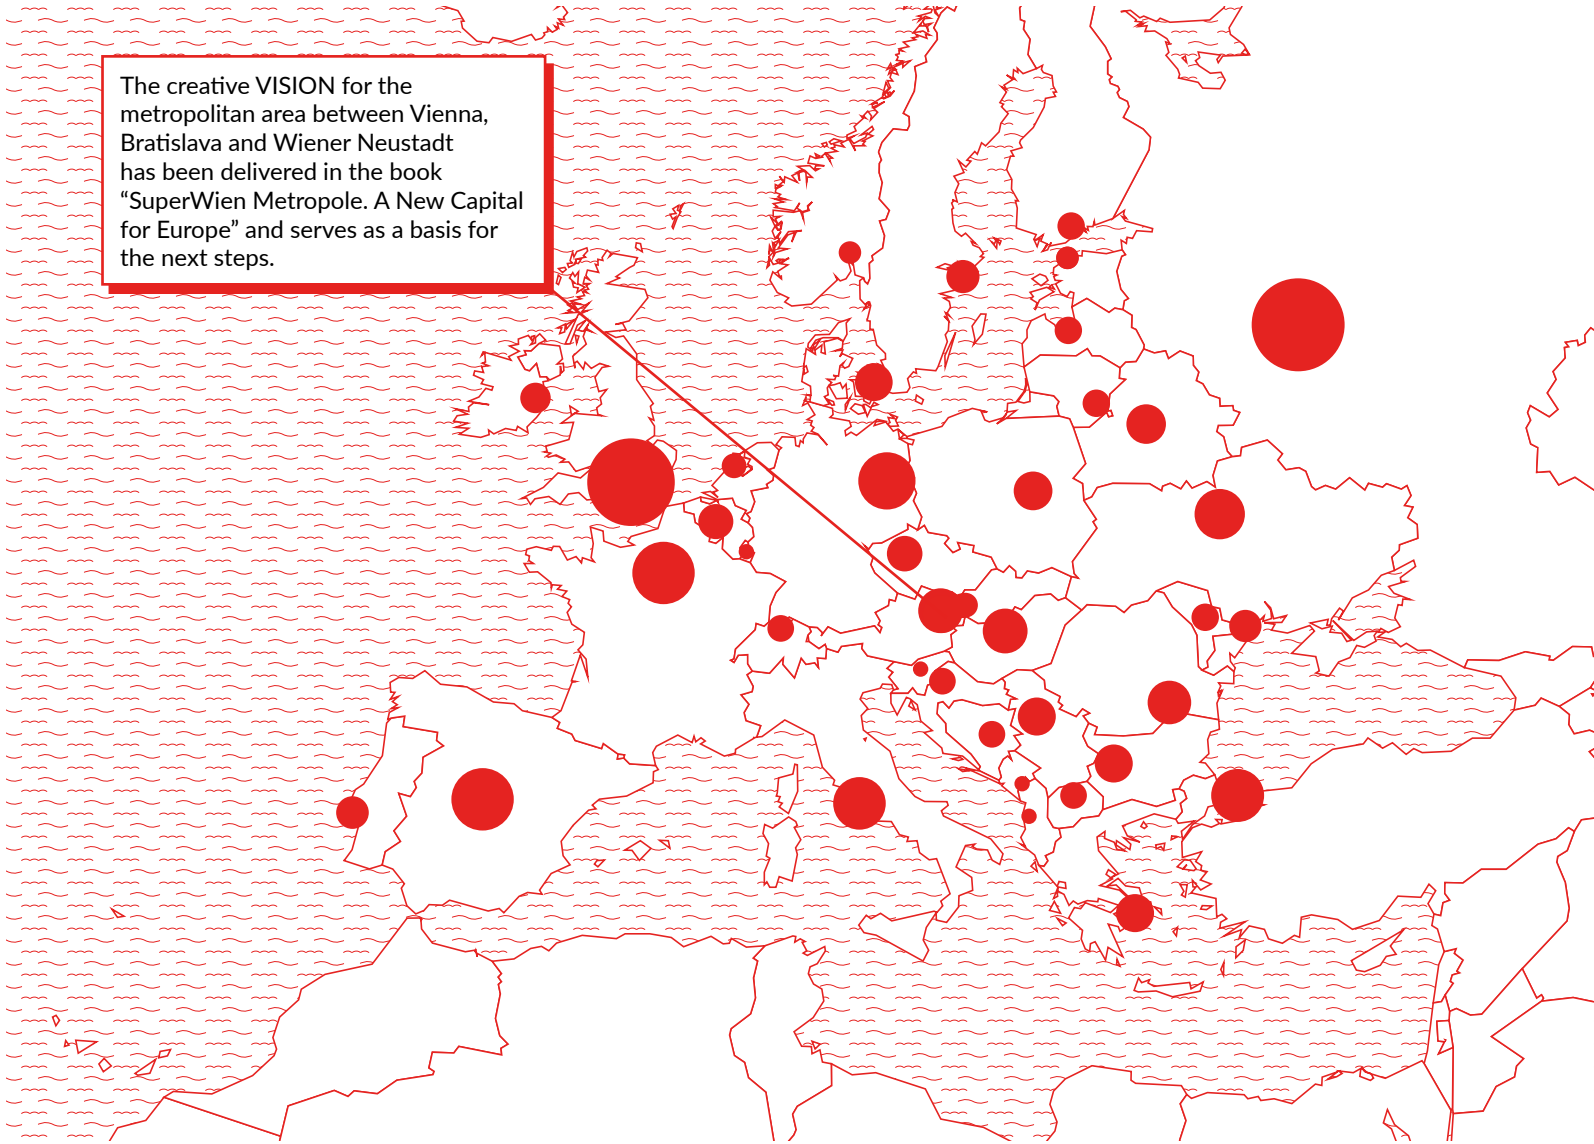 The creative VISION for the
metropolitan area between Vienna,
Bratislava and Wiener Neustadt
has been delivered in the book
“SuperWien Metropole. A New Capital
for Europe” and serves as a basis for
the next steps.